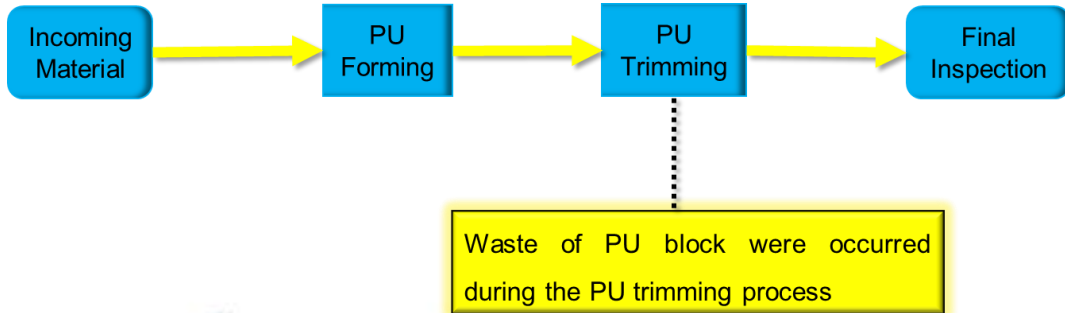 Incoming
Material
PU
Forming
PU
Trimming
Final
Inspection
Waste of PU block were occurred
during the PU trimming process